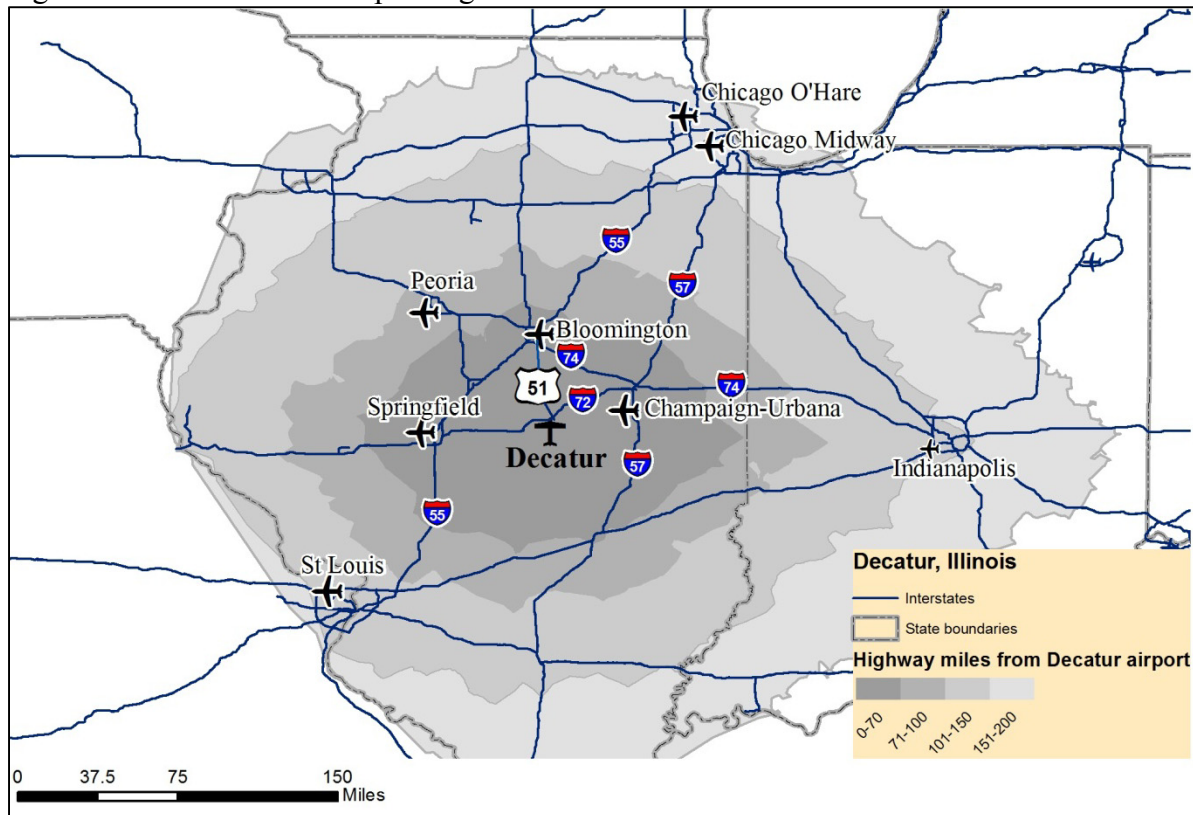 Chicago O'Hare
Chicago Midway
55
57
Peoria
Bloomington
74
51
72
74
Springfield
Champaign-Urbana
Decatur
57
Indianapolis
55
St Louis
Decatur, Illinois
Interstates
State boundaries
Highway miles from Decatur airport
0-70
71-100
101-150
151-200
0 37.5 75 150
Miles